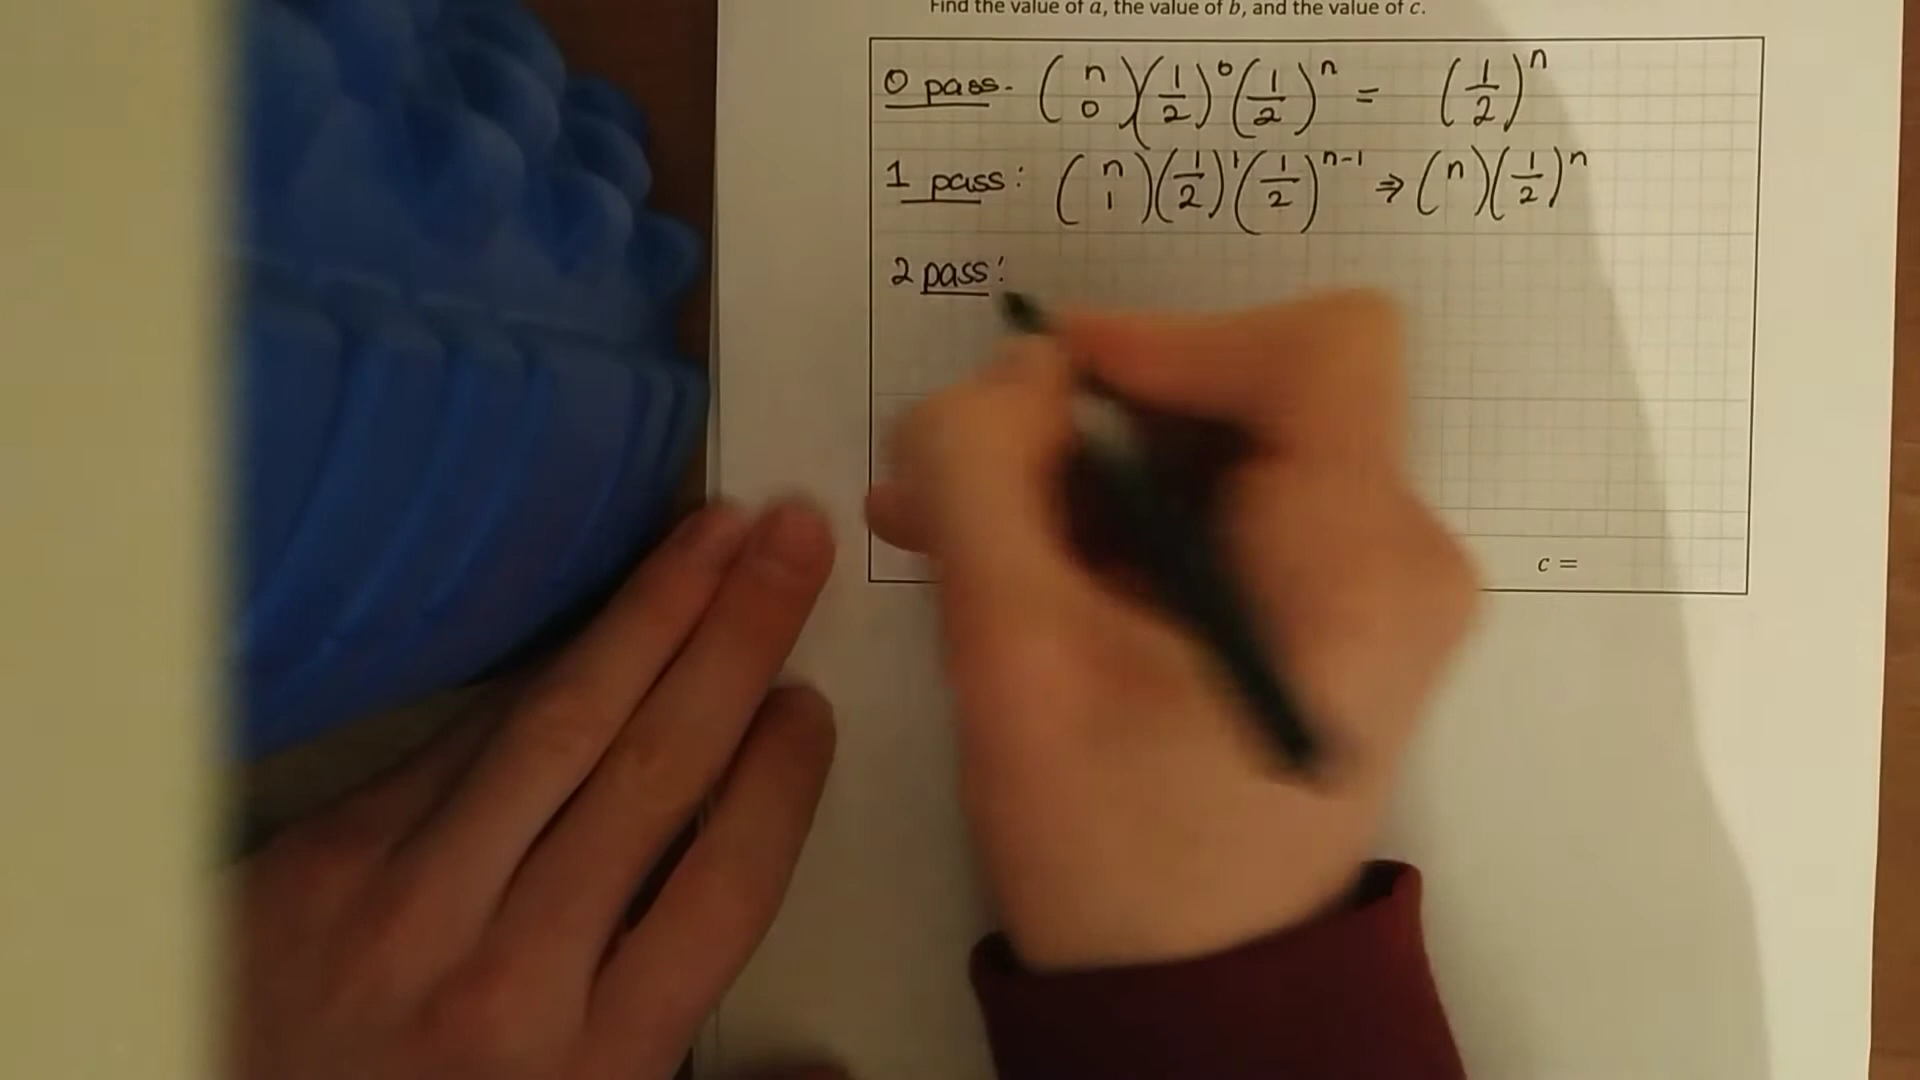 Find the value of a, the value of b, and the value of c.
0 pass. (n 0)(1/2)^0(1/2)^n = (1/2)^n
1 pass: (n 1)(1/2)^1(1/2)^n-1 ⇒ (n)(1/2)^n
2 pass:
c =